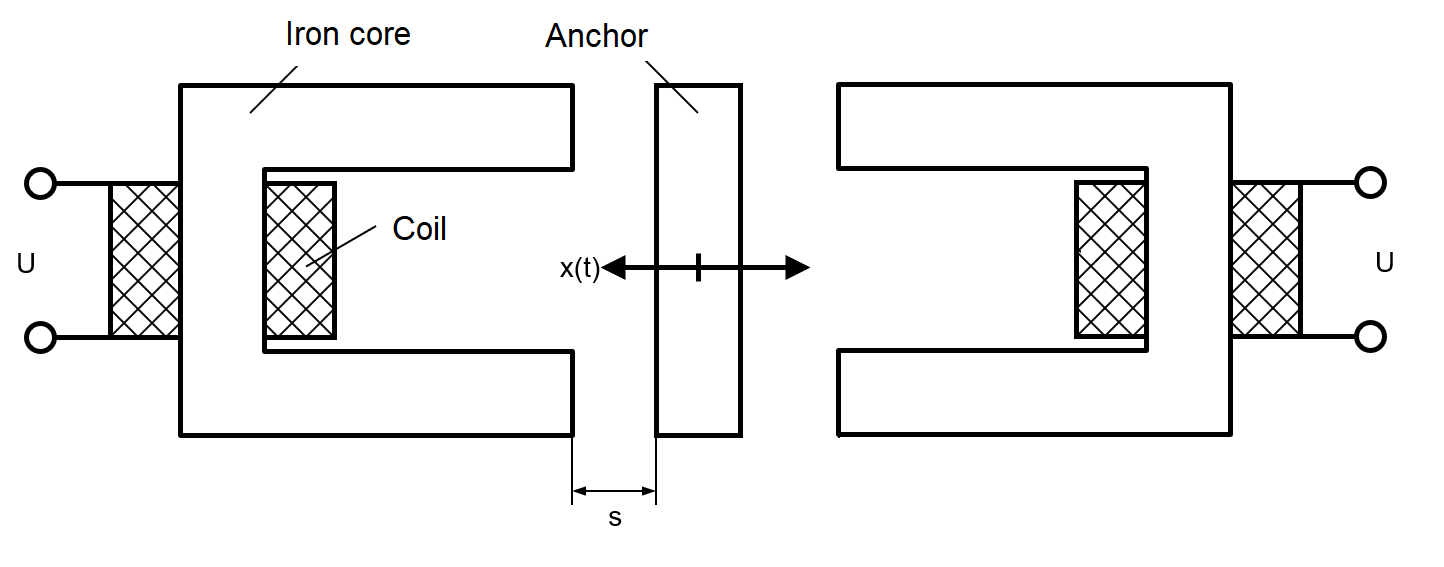 Iron core
Anchor
Coil
U
x(t)
U
s